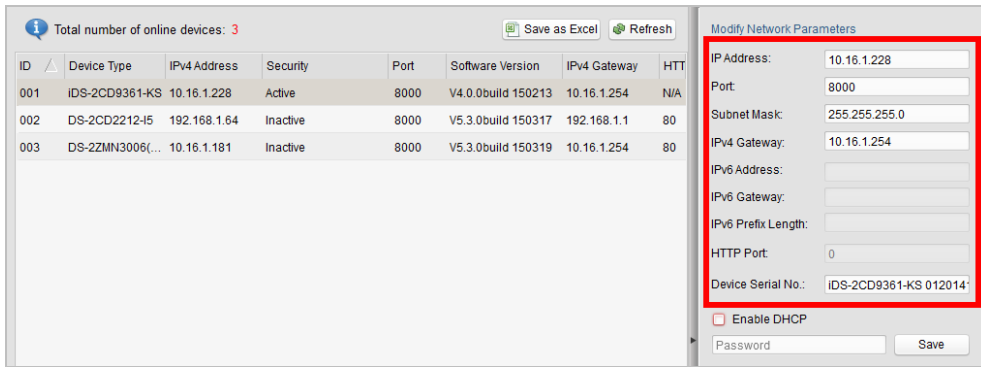 Total number of online devices: 3
Save as Excel
Refresh
ID Device Type IPv4 Address Security Port Software Version IPv4 Gateway HTT
001 iDS-2CD9361-KS 10.16.1.228 Active 8000 V4.0.0build 150213 10.16.1.254 N/A
002 DS-2CD2212-I5 192.168.1.64 Inactive 8000 V5.3.0build 150317 192.168.1.1 80
003 DS-2ZMN3006(... 10.16.1.181 Inactive 8000 V5.3.0build 150319 10.16.1.254 80
Modify Network Parameters
IP Address: 10.16.1.228
Port: 8000
Subnet Mask: 255.255.255.0
IPv4 Gateway: 10.16.1.254
IPv6 Address:
IPv6 Gateway:
IPv6 Prefix Length:
HTTP Port: 0
Device Serial No.: iDS-2CD9361-KS 012014
Enable DHCP
Password Save